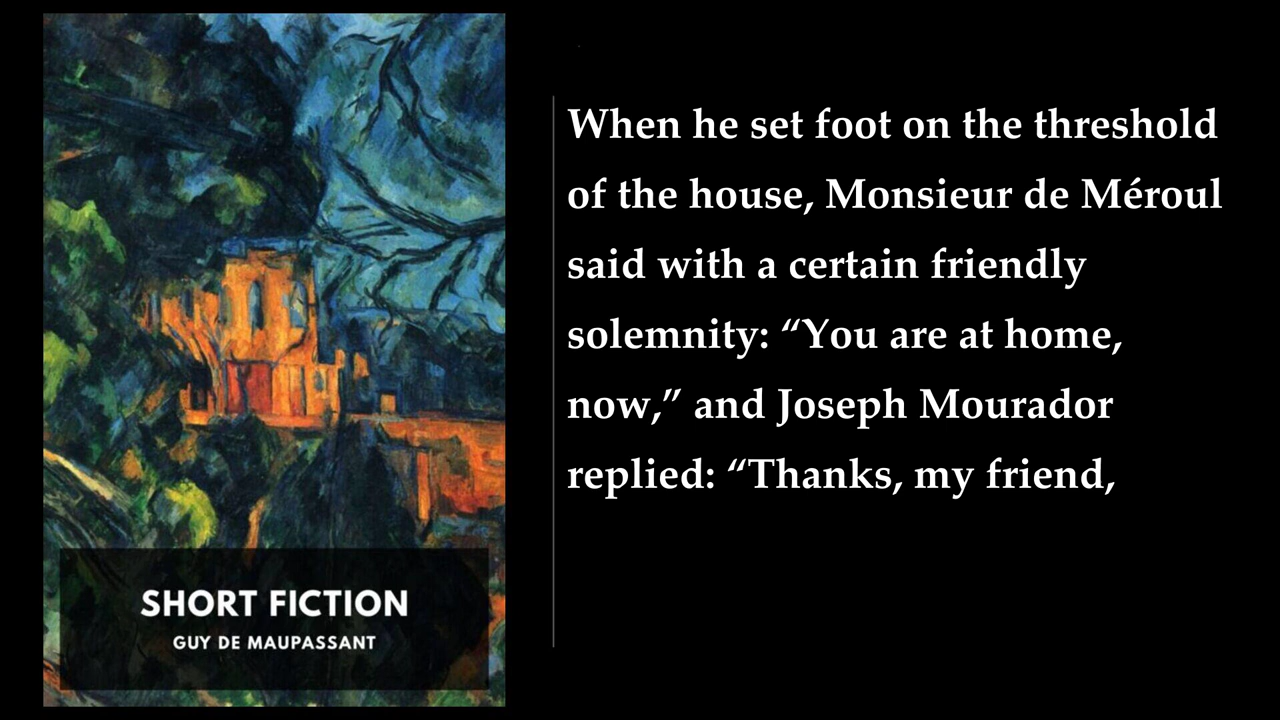 SHORT FICTION
GUY DE MAUPASSANT
When he set foot on the threshold
of the house, Monsieur de Méroul
said with a certain friendly
solemnity: “You are at home,
now,” and Joseph Mourador
replied: “Thanks, my friend,